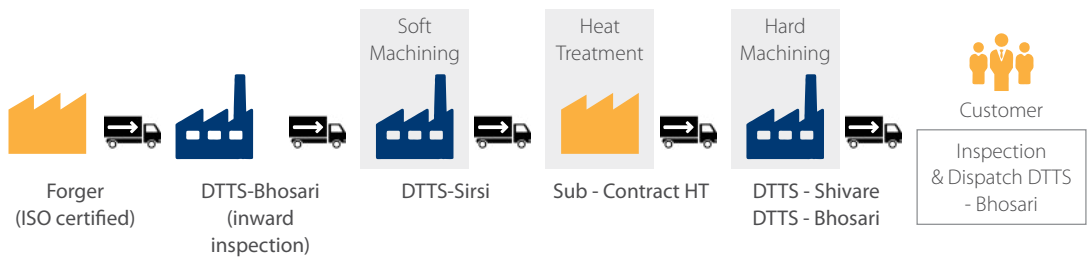 Soft
Machining
Heat
Treatment
Hard
Machining
Customer
Forger
(ISO certified)
DTTS-Bhosari
(inward
inspection)
DTTS-Sirsi
Sub - Contract HT
DTTS - Shivare
DTTS - Bhosari
Inspection
& Dispatch DTTS
- Bhosari